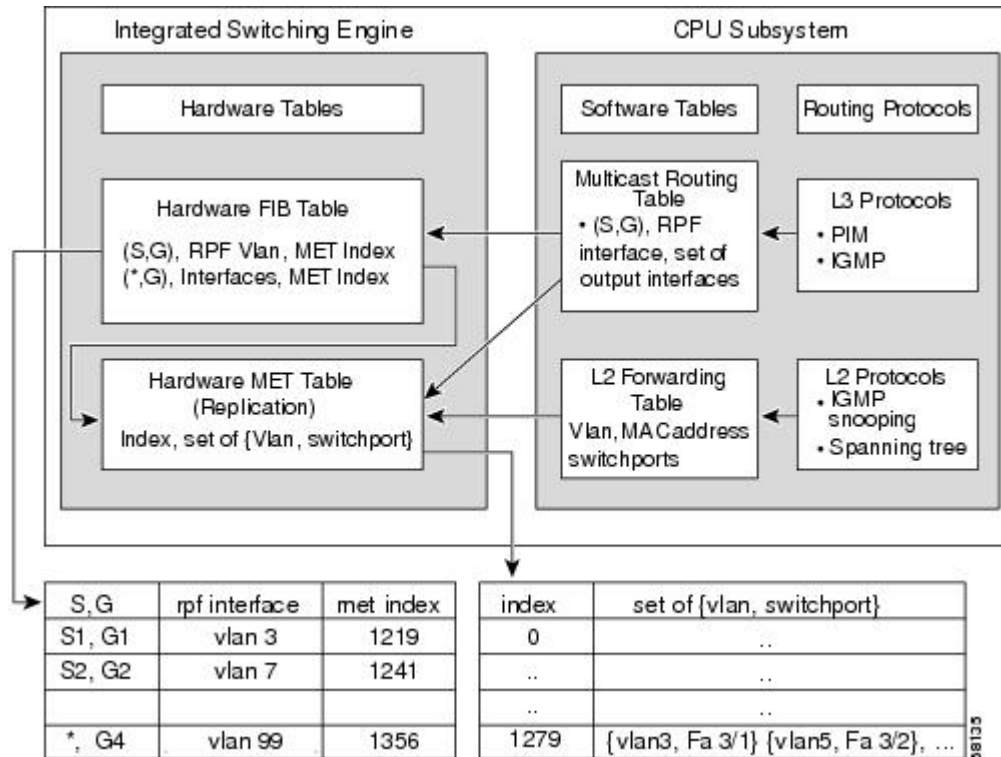 Integrated Switching Engine
CPU Subsystem
Hardware Tables
Software Tables
Routing Protocols
Hardware FIB Table
(S,G), RPF Vlan, MET Index
(*,G), Interfaces, MET Index
Multicast Routing
Table
• (S,G), RPF
interface, set of
output interfaces
L3 Protocols
• PIM
• IGMP
Hardware MET Table
(Replication)
Index, set of {Vlan, switchport}
L2 Forwarding
Table
Vlan, MAC address
switchports
L2 Protocols
• IGMP
snooping
• Spanning tree
S,G rpf interface met index
S1, G1 vlan 3 1219
S2, G2 vlan 7 1241
*, G4 vlan 99 1356
index set of {vlan, switchport}
0 ..
.. ..
.. ..
1279 {vlan3, Fa 3/1} {vlan5, Fa 3/2}, ...
68135